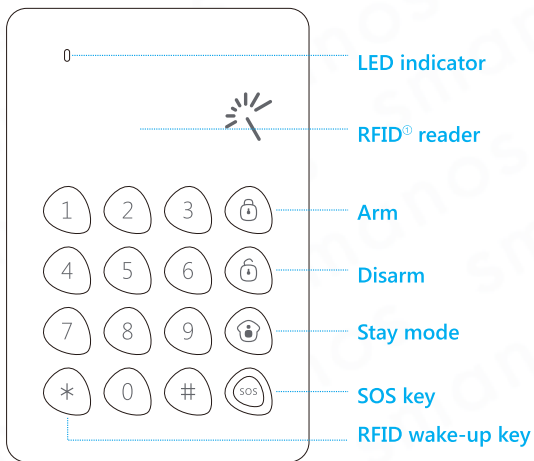 LED indicator
RFID① reader
1 2 3 Arm
4 5 6 Disarm
7 8 9 Stay mode
* 0 # SOS SOS key
RFID wake-up key
smanos